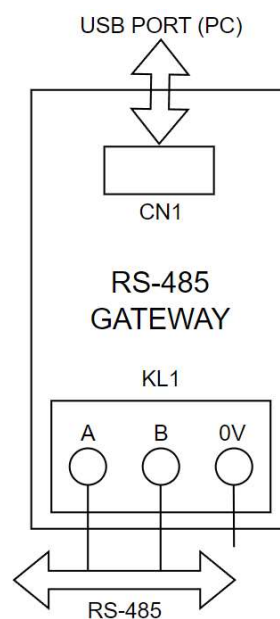 USB PORT (PC)
CN1
RS-485
GATEWAY
KL1
A B 0V
RS-485